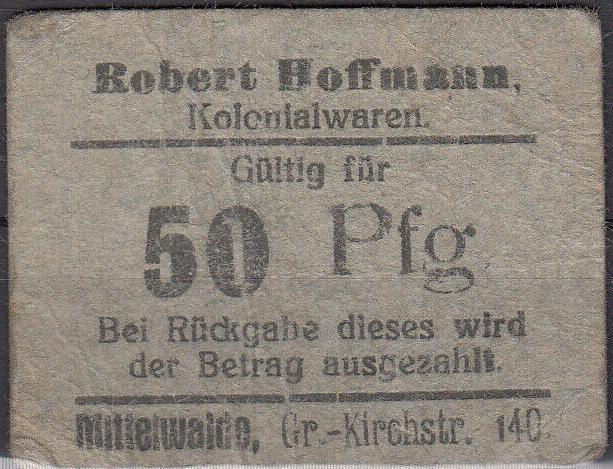 Robert Hoffmann,
Kolonialwaren.
Gültig für
50 Pfg
Bei Rückgabe dieses wird
der Betrag ausgezahlt.
Mittelwalde, Gr.-Kirchstr. 140.